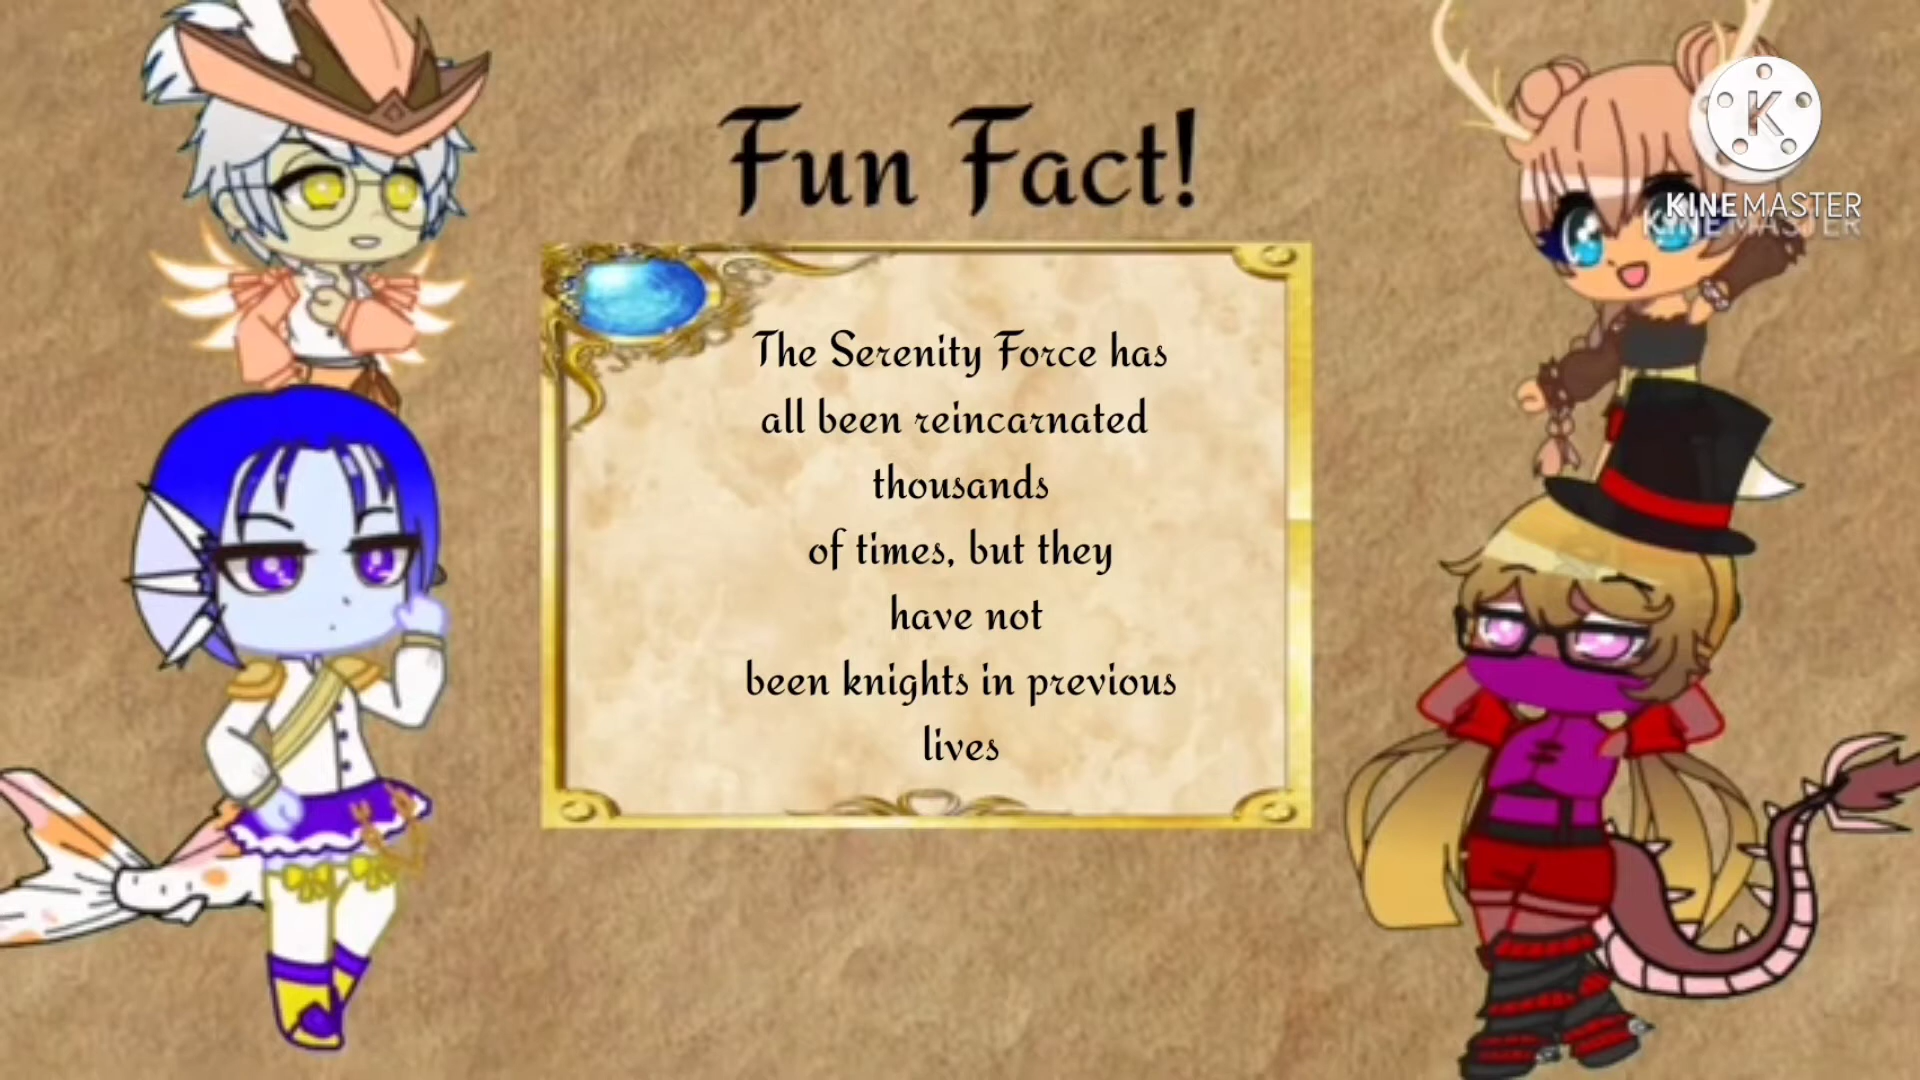 Fun Fact!
The Serenity Force has
all been reincarnated
thousands
of times, but they
have not
been knights in previous
lives
K
KINEMASTER
KINEMASTER